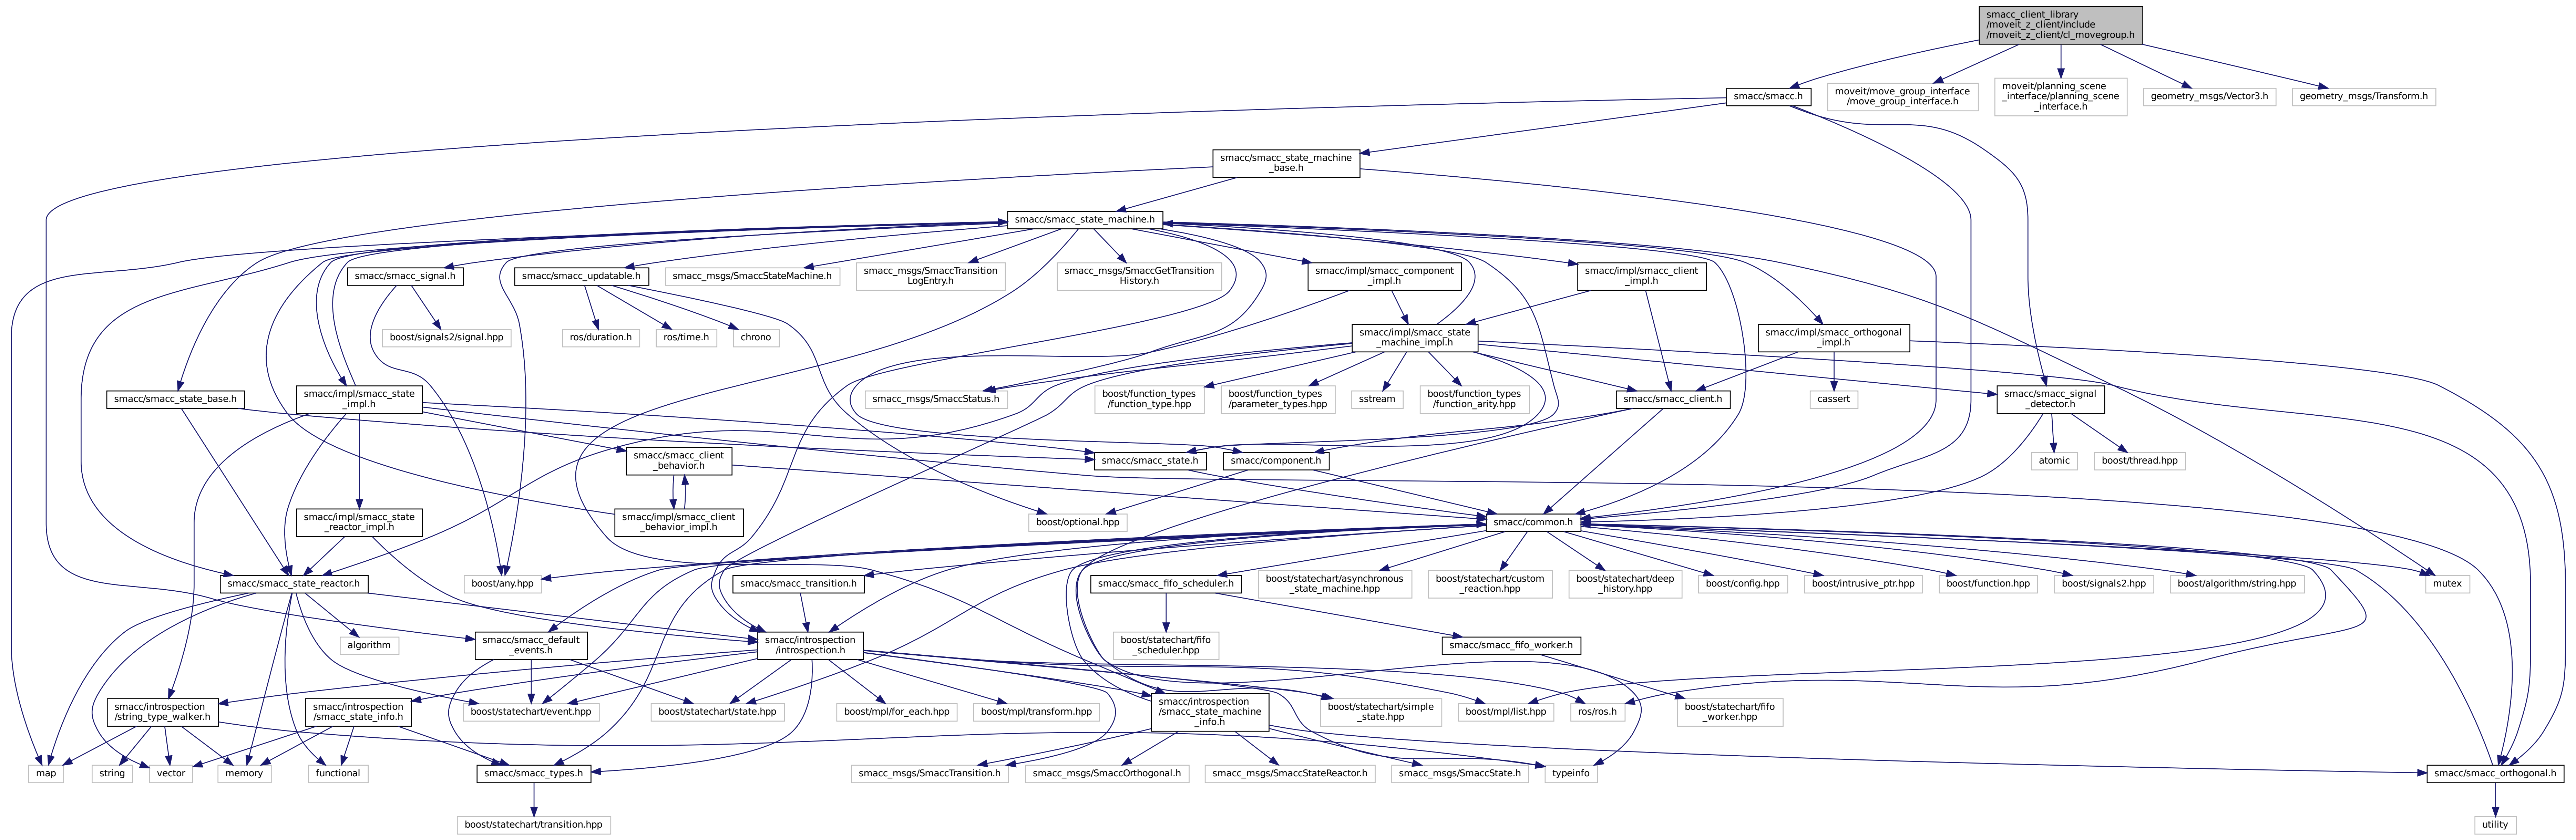 smacc_client_library
/moveit_z_client/include
/moveit_z_client/cl_movegroup.h
smacc/smacc.h
moveit/move_group_interface
/move_group_interface.h
moveit/planning_scene
_interface/planning_scene
_interface.h
geometry_msgs/Vector3.h
geometry_msgs/Transform.h
smacc/smacc_state_machine
_base.h
smacc/smacc_state_machine.h
smacc/smacc_signal.h
smacc/smacc_updatable.h
smacc_msgs/SmaccStateMachine.h
smacc_msgs/SmaccTransition
LogEntry.h
smacc_msgs/SmaccGetTransition
History.h
smacc/impl/smacc_component
_impl.h
smacc/impl/smacc_client
_impl.h
boost/signals2/signal.hpp
ros/duration.h
ros/time.h
chrono
smacc/impl/smacc_state
_machine_impl.h
smacc/impl/smacc_orthogonal
_impl.h
smacc/smacc_state_base.h
smacc/impl/smacc_state
_impl.h
smacc_msgs/SmaccStatus.h
boost/function_types
/function_type.hpp
boost/function_types
/parameter_types.hpp
sstream
boost/function_types
/function_arity.hpp
smacc/smacc_client.h
cassert
smacc/smacc_signal
_detector.h
smacc/smacc_client
_behavior.h
smacc/smacc_state.h
smacc/component.h
atomic
boost/thread.hpp
smacc/impl/smacc_state
_reactor_impl.h
smacc/impl/smacc_client
_behavior_impl.h
boost/optional.hpp
smacc/common.h
smacc/smacc_state_reactor.h
boost/any.hpp
smacc/smacc_transition.h
smacc/smacc_fifo_scheduler.h
boost/statechart/asynchronous
_state_machine.hpp
boost/statechart/custom
_reaction.hpp
boost/statechart/deep
_history.hpp
boost/config.hpp
boost/intrusive_ptr.hpp
boost/function.hpp
boost/signals2.hpp
boost/algorithm/string.hpp
mutex
algorithm
smacc/smacc_default
_events.h
smacc/introspection
/introspection.h
boost/statechart/fifo
_scheduler.hpp
smacc/smacc_fifo_worker.h
smacc/introspection
/string_type_walker.h
smacc/introspection
/smacc_state_info.h
boost/statechart/event.hpp
boost/statechart/state.hpp
boost/mpl/for_each.hpp
boost/mpl/transform.hpp
smacc/introspection
/smacc_state_machine
_info.h
boost/statechart/simple
_state.hpp
boost/mpl/list.hpp
ros/ros.h
boost/statechart/fifo
_worker.hpp
map
string
vector
memory
functional
smacc/smacc_types.h
smacc_msgs/SmaccTransition.h
smacc_msgs/SmaccOrthogonal.h
smacc_msgs/SmaccStateReactor.h
smacc_msgs/SmaccState.h
typeinfo
smacc/smacc_orthogonal.h
boost/statechart/transition.hpp
utility